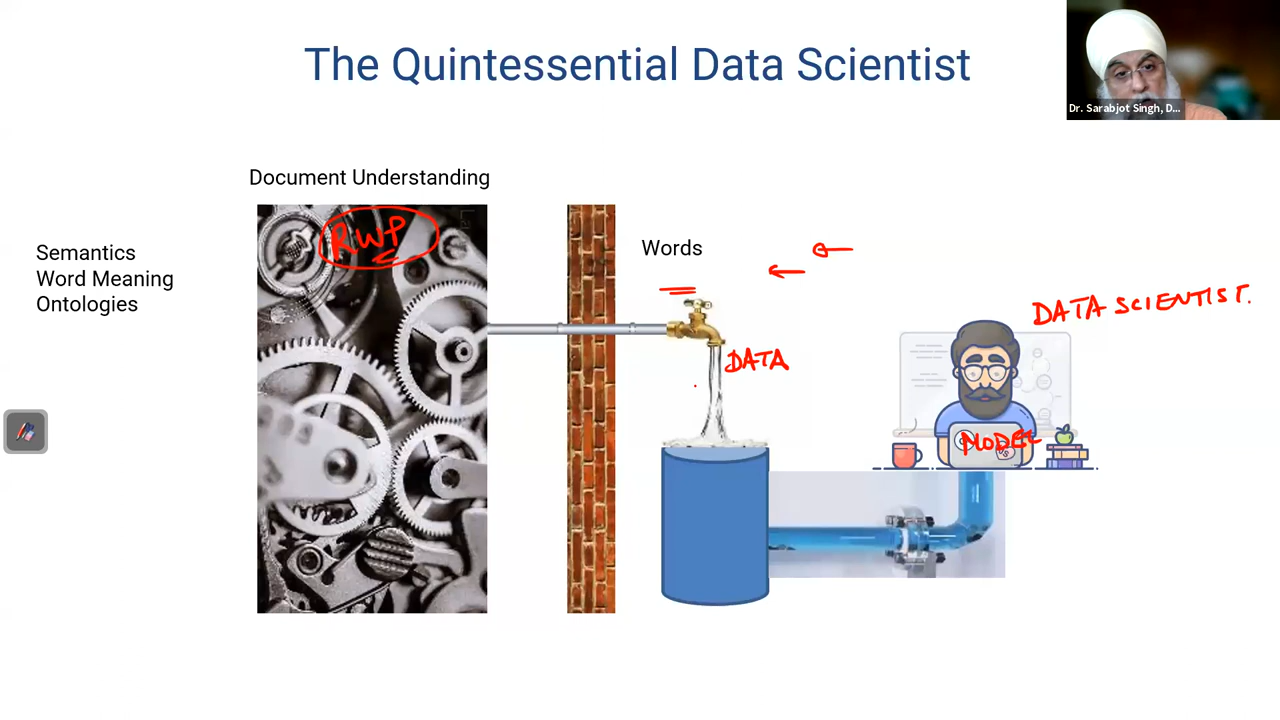 The Quintessential Data Scientist
Dr. Sarabjot Singh, D...
Document Understanding
RWP
Semantics
Word Meaning
Ontologies
Words
DATA SCIENTIST.
DATA
MODEL